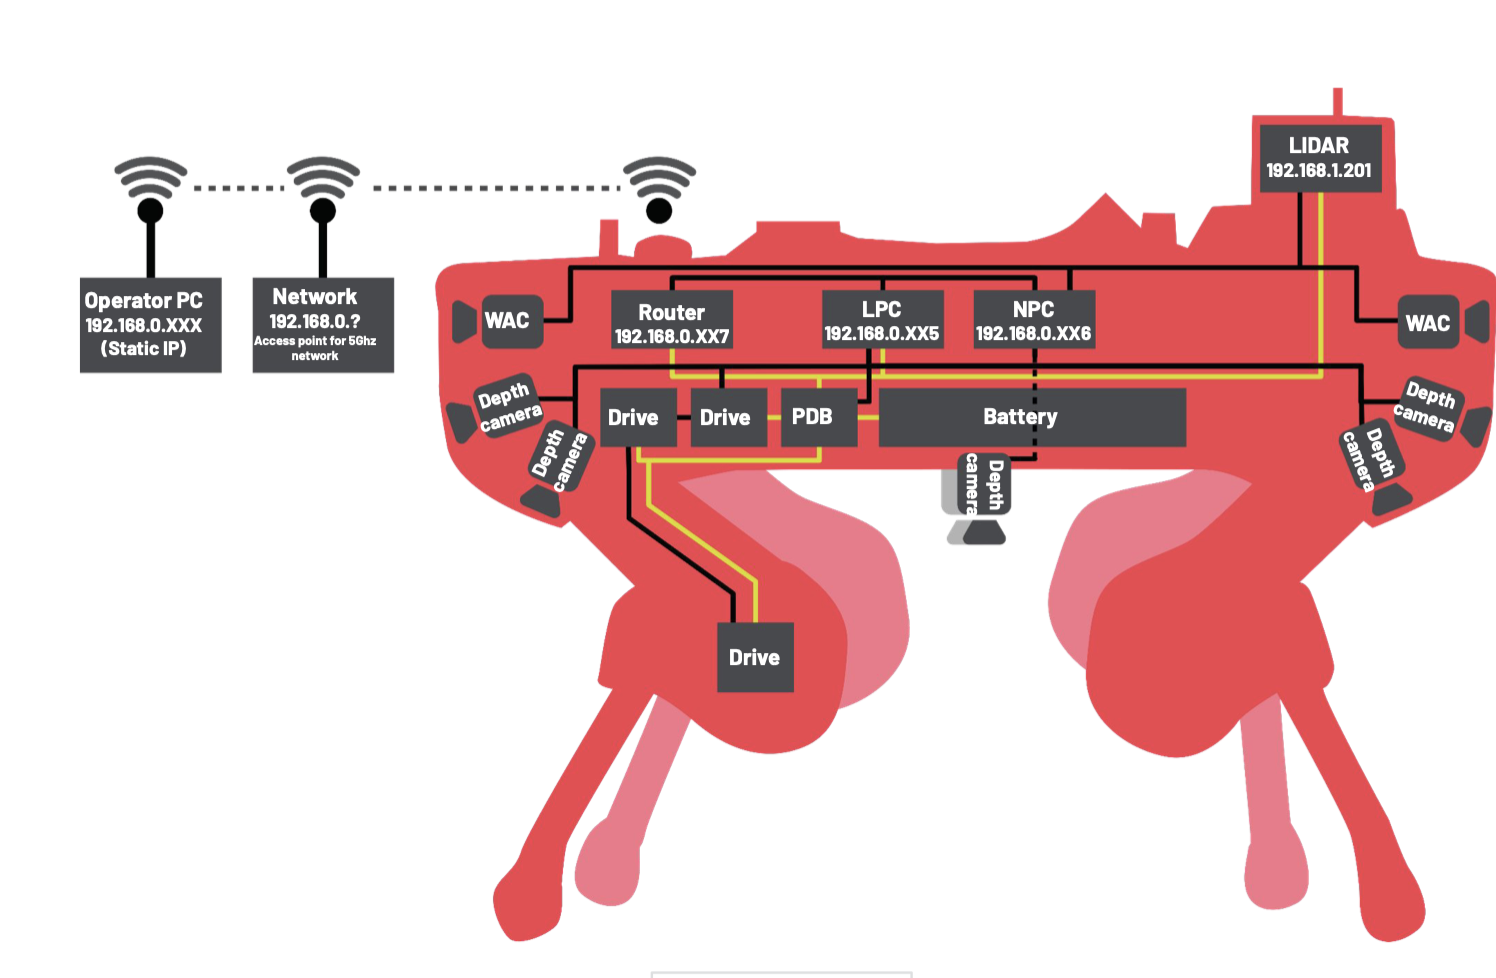 LIDAR
192.168.1.201
Operator PC
192.168.0.XXX
(Static IP)
Network
192.168.0.?
Access point for 5Ghz
network
WAC
Router
192.168.0.XX7
LPC
192.168.0.XX5
NPC
192.168.0.XX6
WAC
Depth
camera
Depth
camera
Drive
Drive
PDB
Battery
Depth
camera
Depth
camera
Depth
camera
Drive